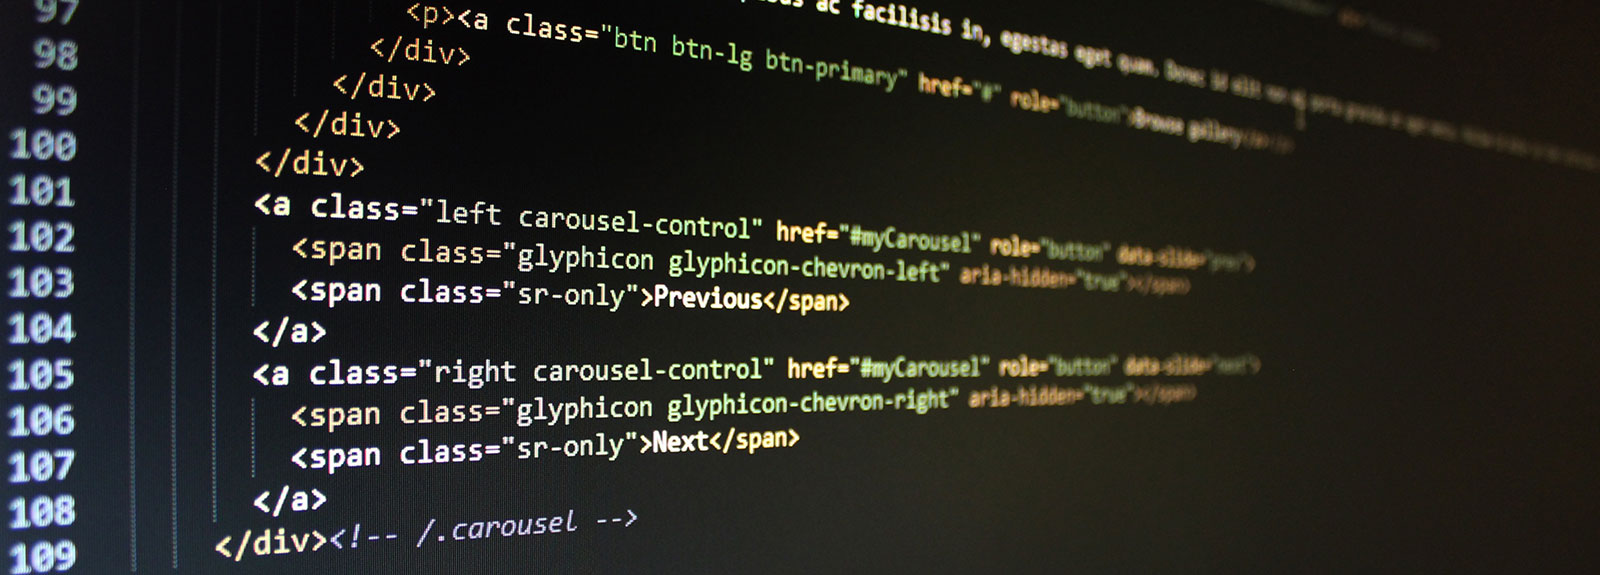 ac facilisis in, egestas eget quam. Donec id elit
<p><a class="btn btn-lg btn-primary" href="#" role="button">Browse gallery
97 </div>
98 </div>
99 </div>
100 </div>
101 <a class="left carousel-control" href="#myCarousel" role="button" data-slide="prev">
102 <span class="glyphicon glyphicon-chevron-left" aria-hidden="true"></span>
103 <span class="sr-only">Previous</span>
104 </a>
105 <a class="right carousel-control" href="#myCarousel" role="button" data-slide="next">
106 <span class="glyphicon glyphicon-chevron-right" aria-hidden="true"></span>
107 <span class="sr-only">Next</span>
108 </a>
109 </div><!-- /.carousel -->